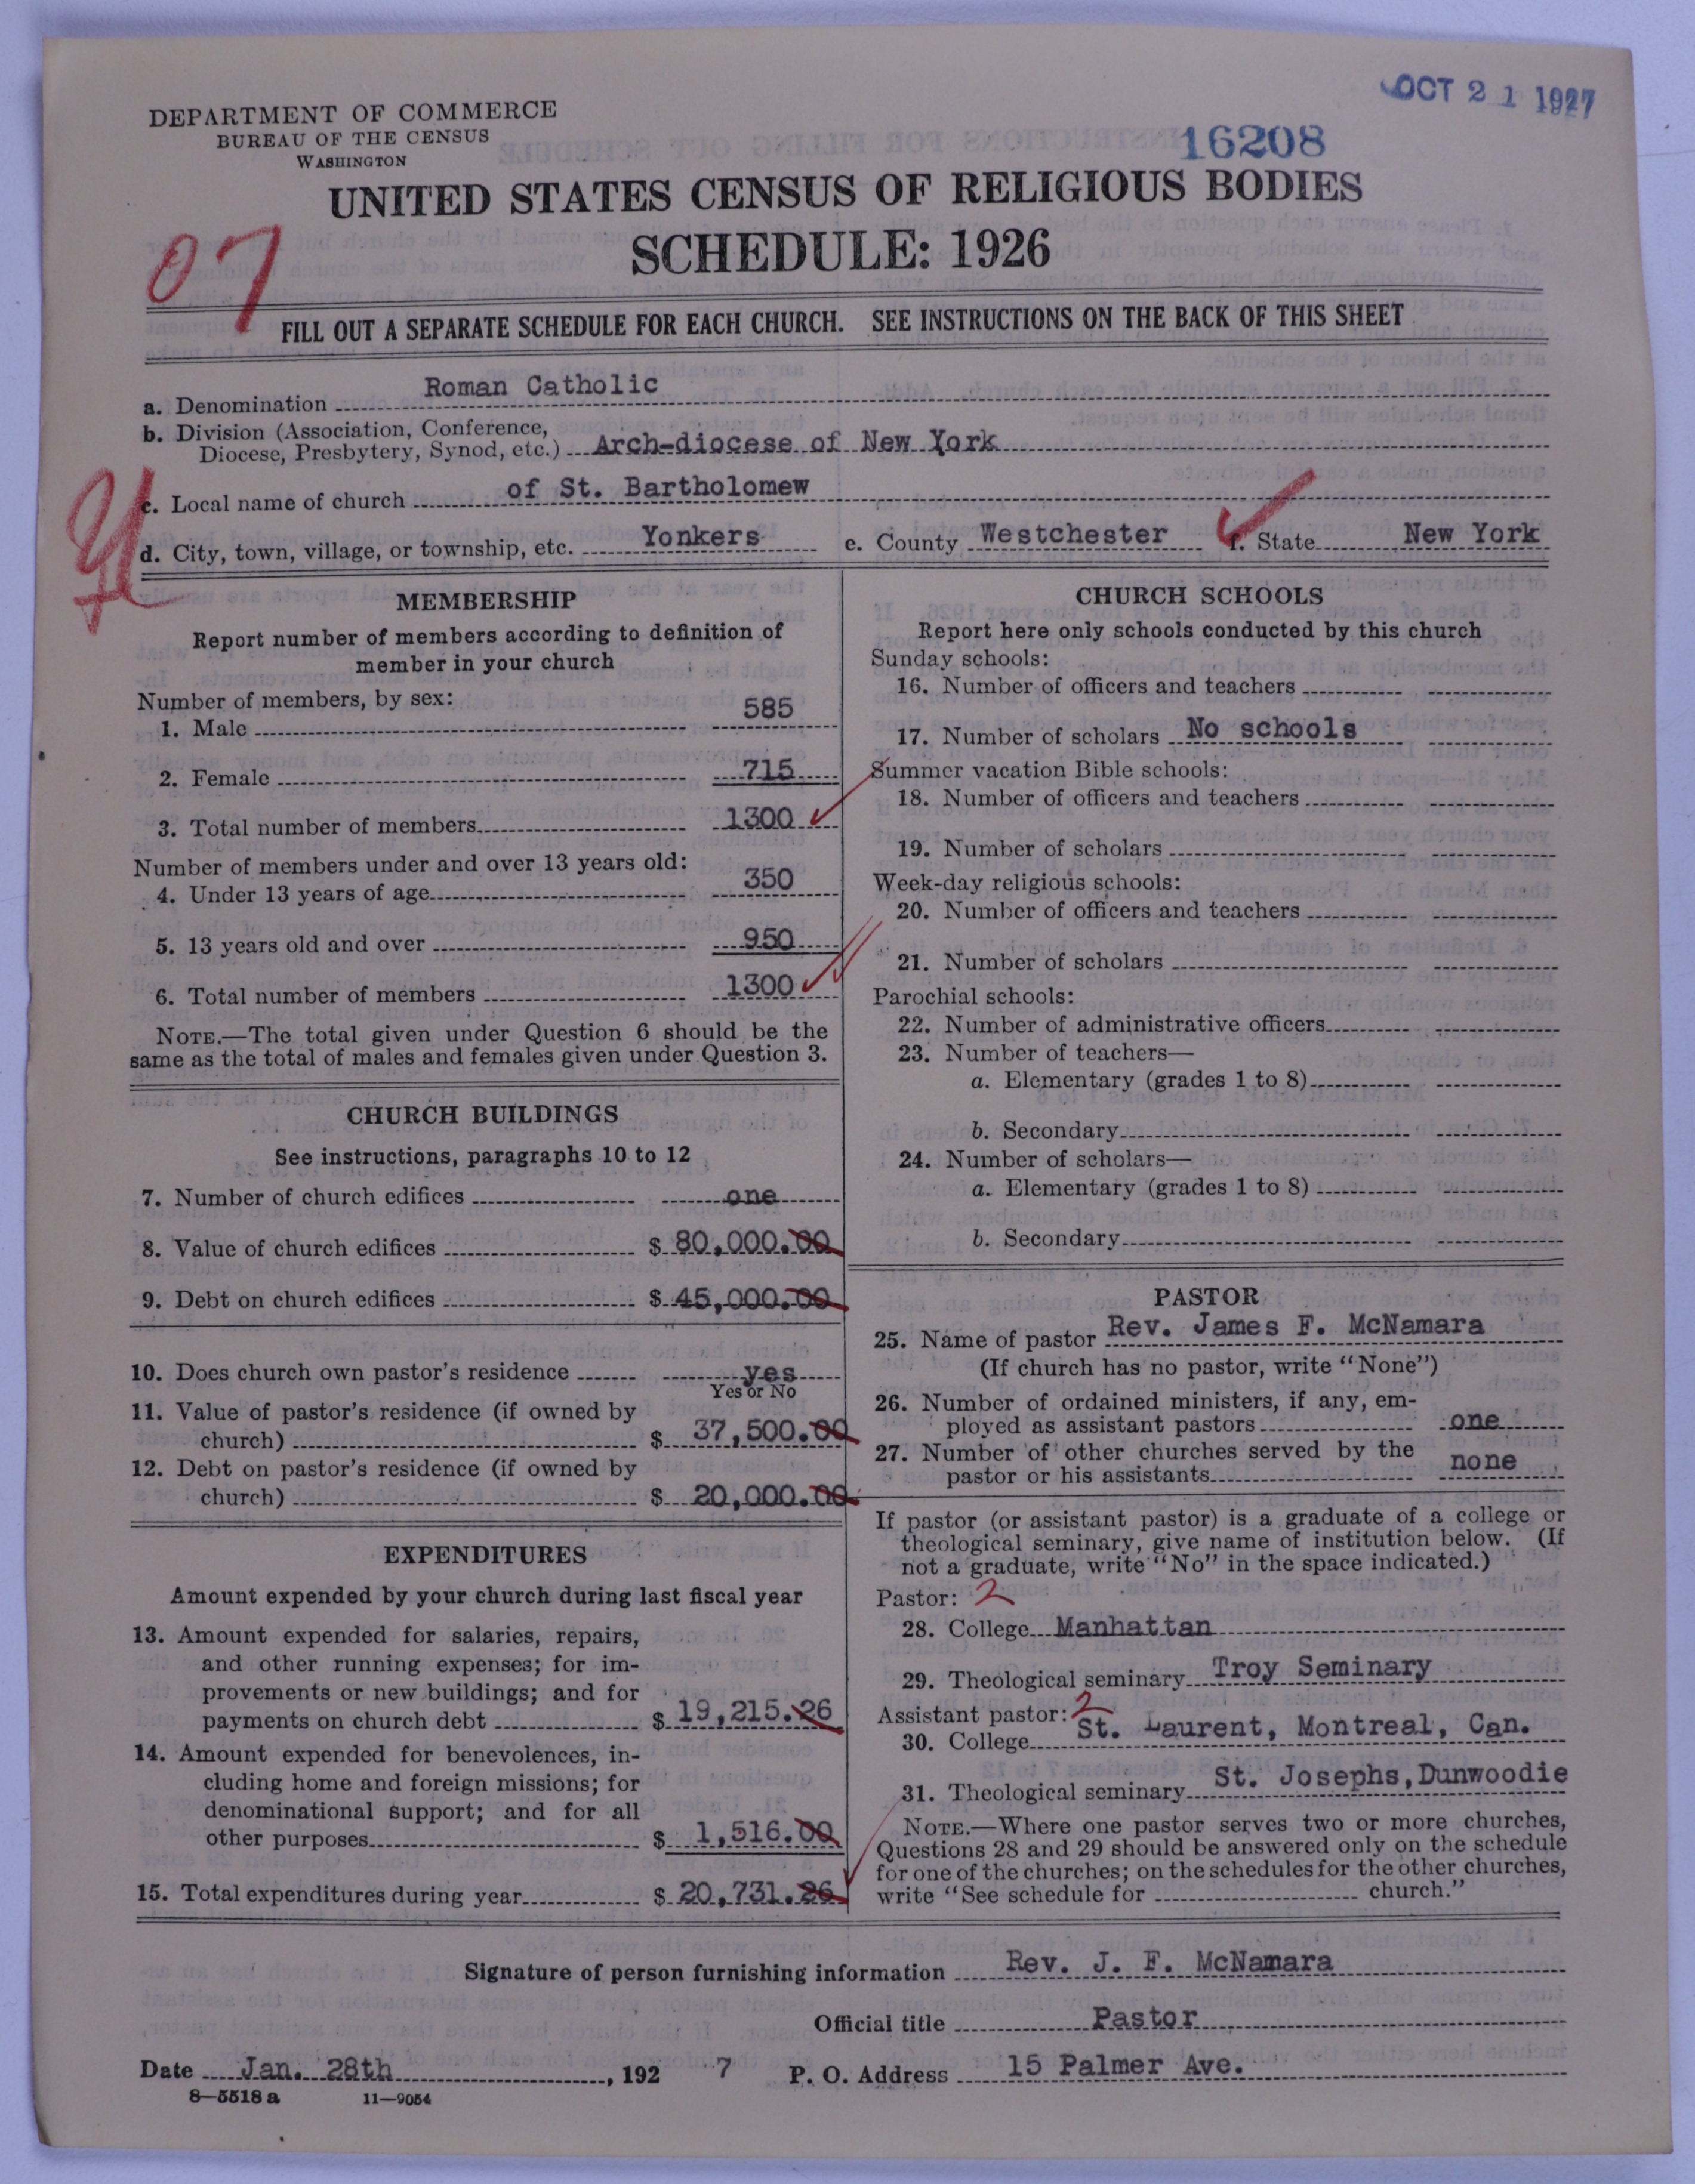 OCT 21 1927
DEPARTMENT OF COMMERCE
BUREAU OF THE CENSUS
WASHINGTON
16208
UNITED STATES CENSUS OF RELIGIOUS BODIES
SCHEDULE: 1926
07
FILL OUT A SEPARATE SCHEDULE FOR EACH CHURCH. SEE INSTRUCTIONS ON THE BACK OF THIS SHEET
a. Denomination Roman Catholic
b. Division (Association, Conference,
Diocese, Presbytery, Synod, etc.) Arch-diocese of New York
c. Local name of church of St. Bartholomew
d. City, town, village, or township, etc. Yonkers e. County Westchester f. State New York
MEMBERSHIP
Report number of members according to definition of
member in your church
Number of members, by sex:
1. Male 585
2. Female 715
3. Total number of members 1300
Number of members under and over 13 years old:
4. Under 13 years of age 350
5. 13 years old and over 950
6. Total number of members 1300
NOTE.—The total given under Question 6 should be the
same as the total of males and females given under Question 3.
CHURCH BUILDINGS
See instructions, paragraphs 10 to 12
7. Number of church edifices one
8. Value of church edifices $ 80,000.00
9. Debt on church edifices $ 45,000.00
10. Does church own pastor's residence yes
Yes or No
11. Value of pastor's residence (if owned by
church) $ 37,500.00
12. Debt on pastor's residence (if owned by
church) $ 20,000.00
EXPENDITURES
Amount expended by your church during last fiscal year
13. Amount expended for salaries, repairs,
and other running expenses; for im-
provements or new buildings; and for
payments on church debt $ 19,215.26
14. Amount expended for benevolences, in-
cluding home and foreign missions; for
denominational support; and for all
other purposes $ 1,516.00
15. Total expenditures during year $ 20,731.26
CHURCH SCHOOLS
Report here only schools conducted by this church
Sunday schools:
16. Number of officers and teachers
17. Number of scholars No schools
Summer vacation Bible schools:
18. Number of officers and teachers
19. Number of scholars
Week-day religious schools:
20. Number of officers and teachers
21. Number of scholars
Parochial schools:
22. Number of administrative officers
23. Number of teachers—
a. Elementary (grades 1 to 8)
b. Secondary
24. Number of scholars—
a. Elementary (grades 1 to 8)
b. Secondary
PASTOR
25. Name of pastor Rev. James F. McNamara
(If church has no pastor, write "None")
26. Number of ordained ministers, if any, em-
ployed as assistant pastors one
27. Number of other churches served by the
pastor or his assistants none
If pastor (or assistant pastor) is a graduate of a college or
theological seminary, give name of institution below. (If
not a graduate, write "No" in the space indicated.)
Pastor: 2
28. College Manhattan
29. Theological seminary Troy Seminary
Assistant pastor: 2
30. College St. Laurent, Montreal, Can.
31. Theological seminary St. Josephs, Dunwoodie
NOTE.—Where one pastor serves two or more churches,
Questions 28 and 29 should be answered only on the schedule
for one of the churches; on the schedules for the other churches,
write "See schedule for church."
Signature of person furnishing information Rev. J. F. McNamara
Official title Pastor
Date Jan. 28th, 192 7 P. O. Address 15 Palmer Ave.
8—5518 a 11—9054